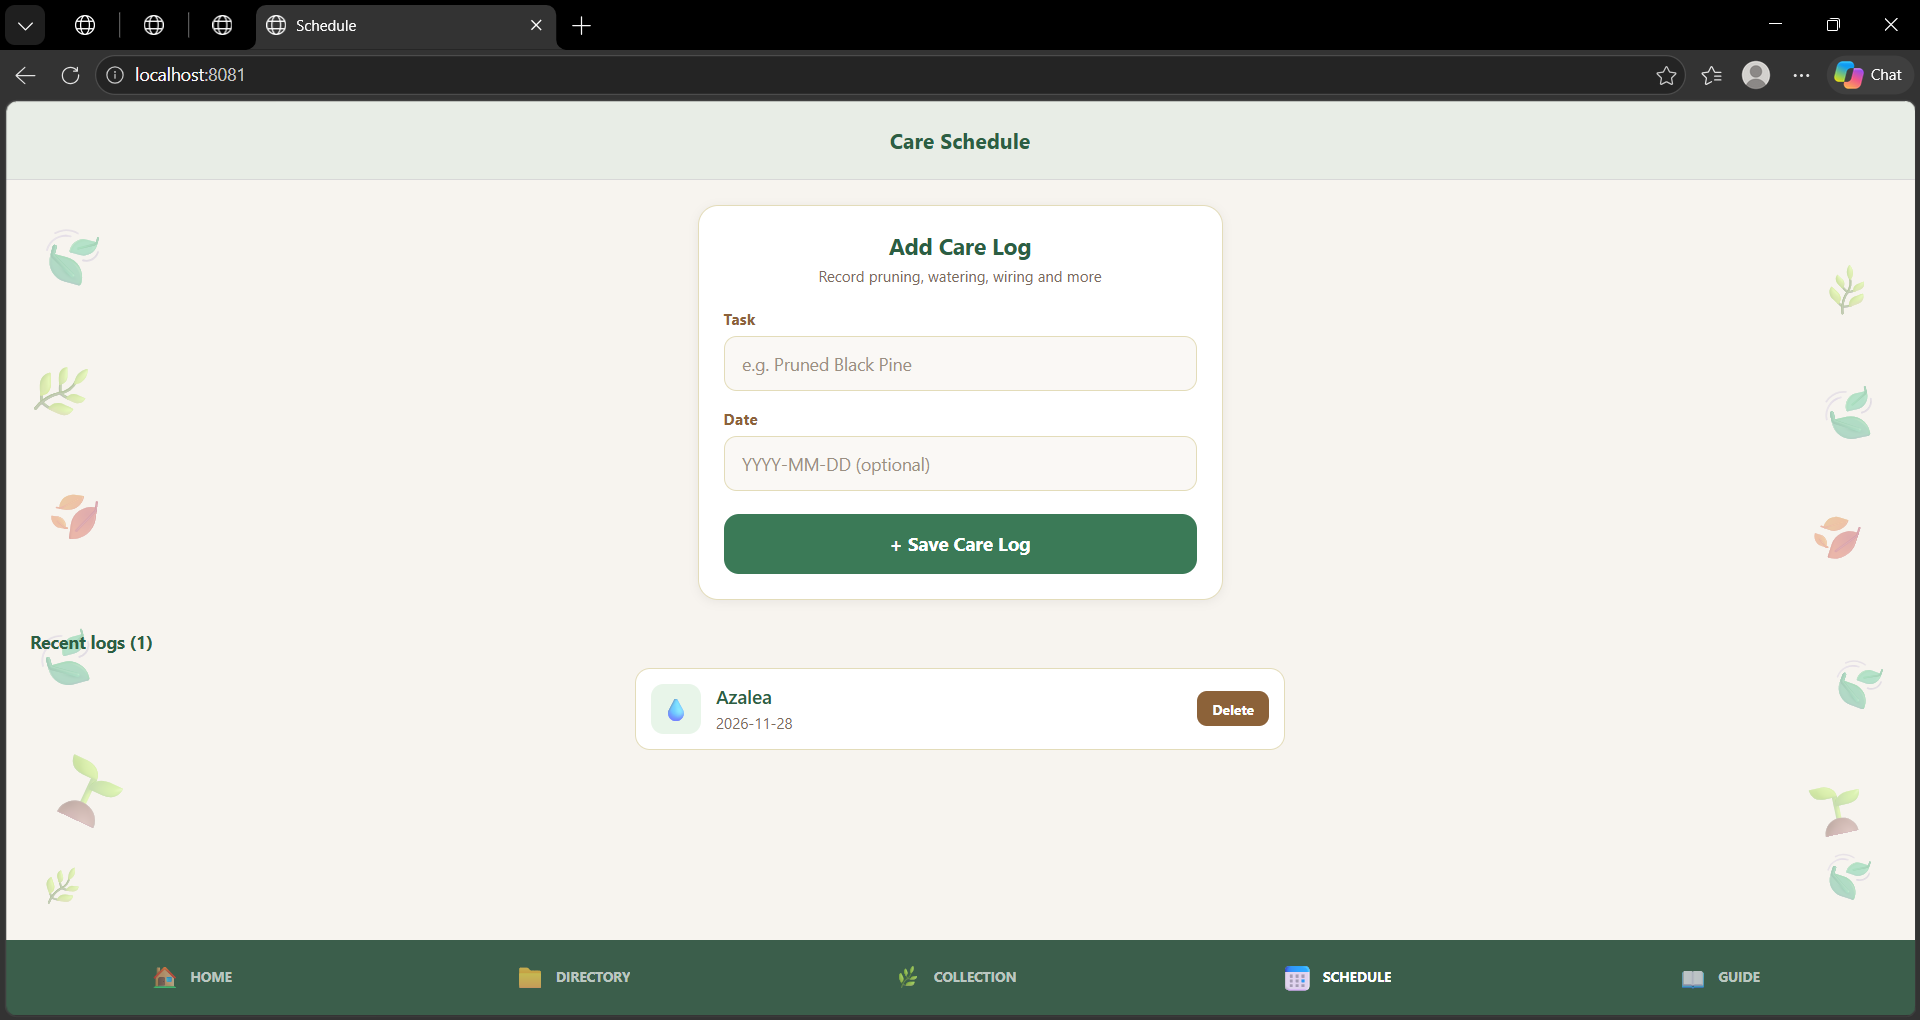 Schedule
localhost:8081
Chat
Care Schedule
Add Care Log
Record pruning, watering, wiring and more
Task
e.g. Pruned Black Pine
Date
YYYY-MM-DD (optional)
+ Save Care Log
Recent logs (1)
Azalea
2026-11-28
Delete
HOME
DIRECTORY
COLLECTION
SCHEDULE
GUIDE